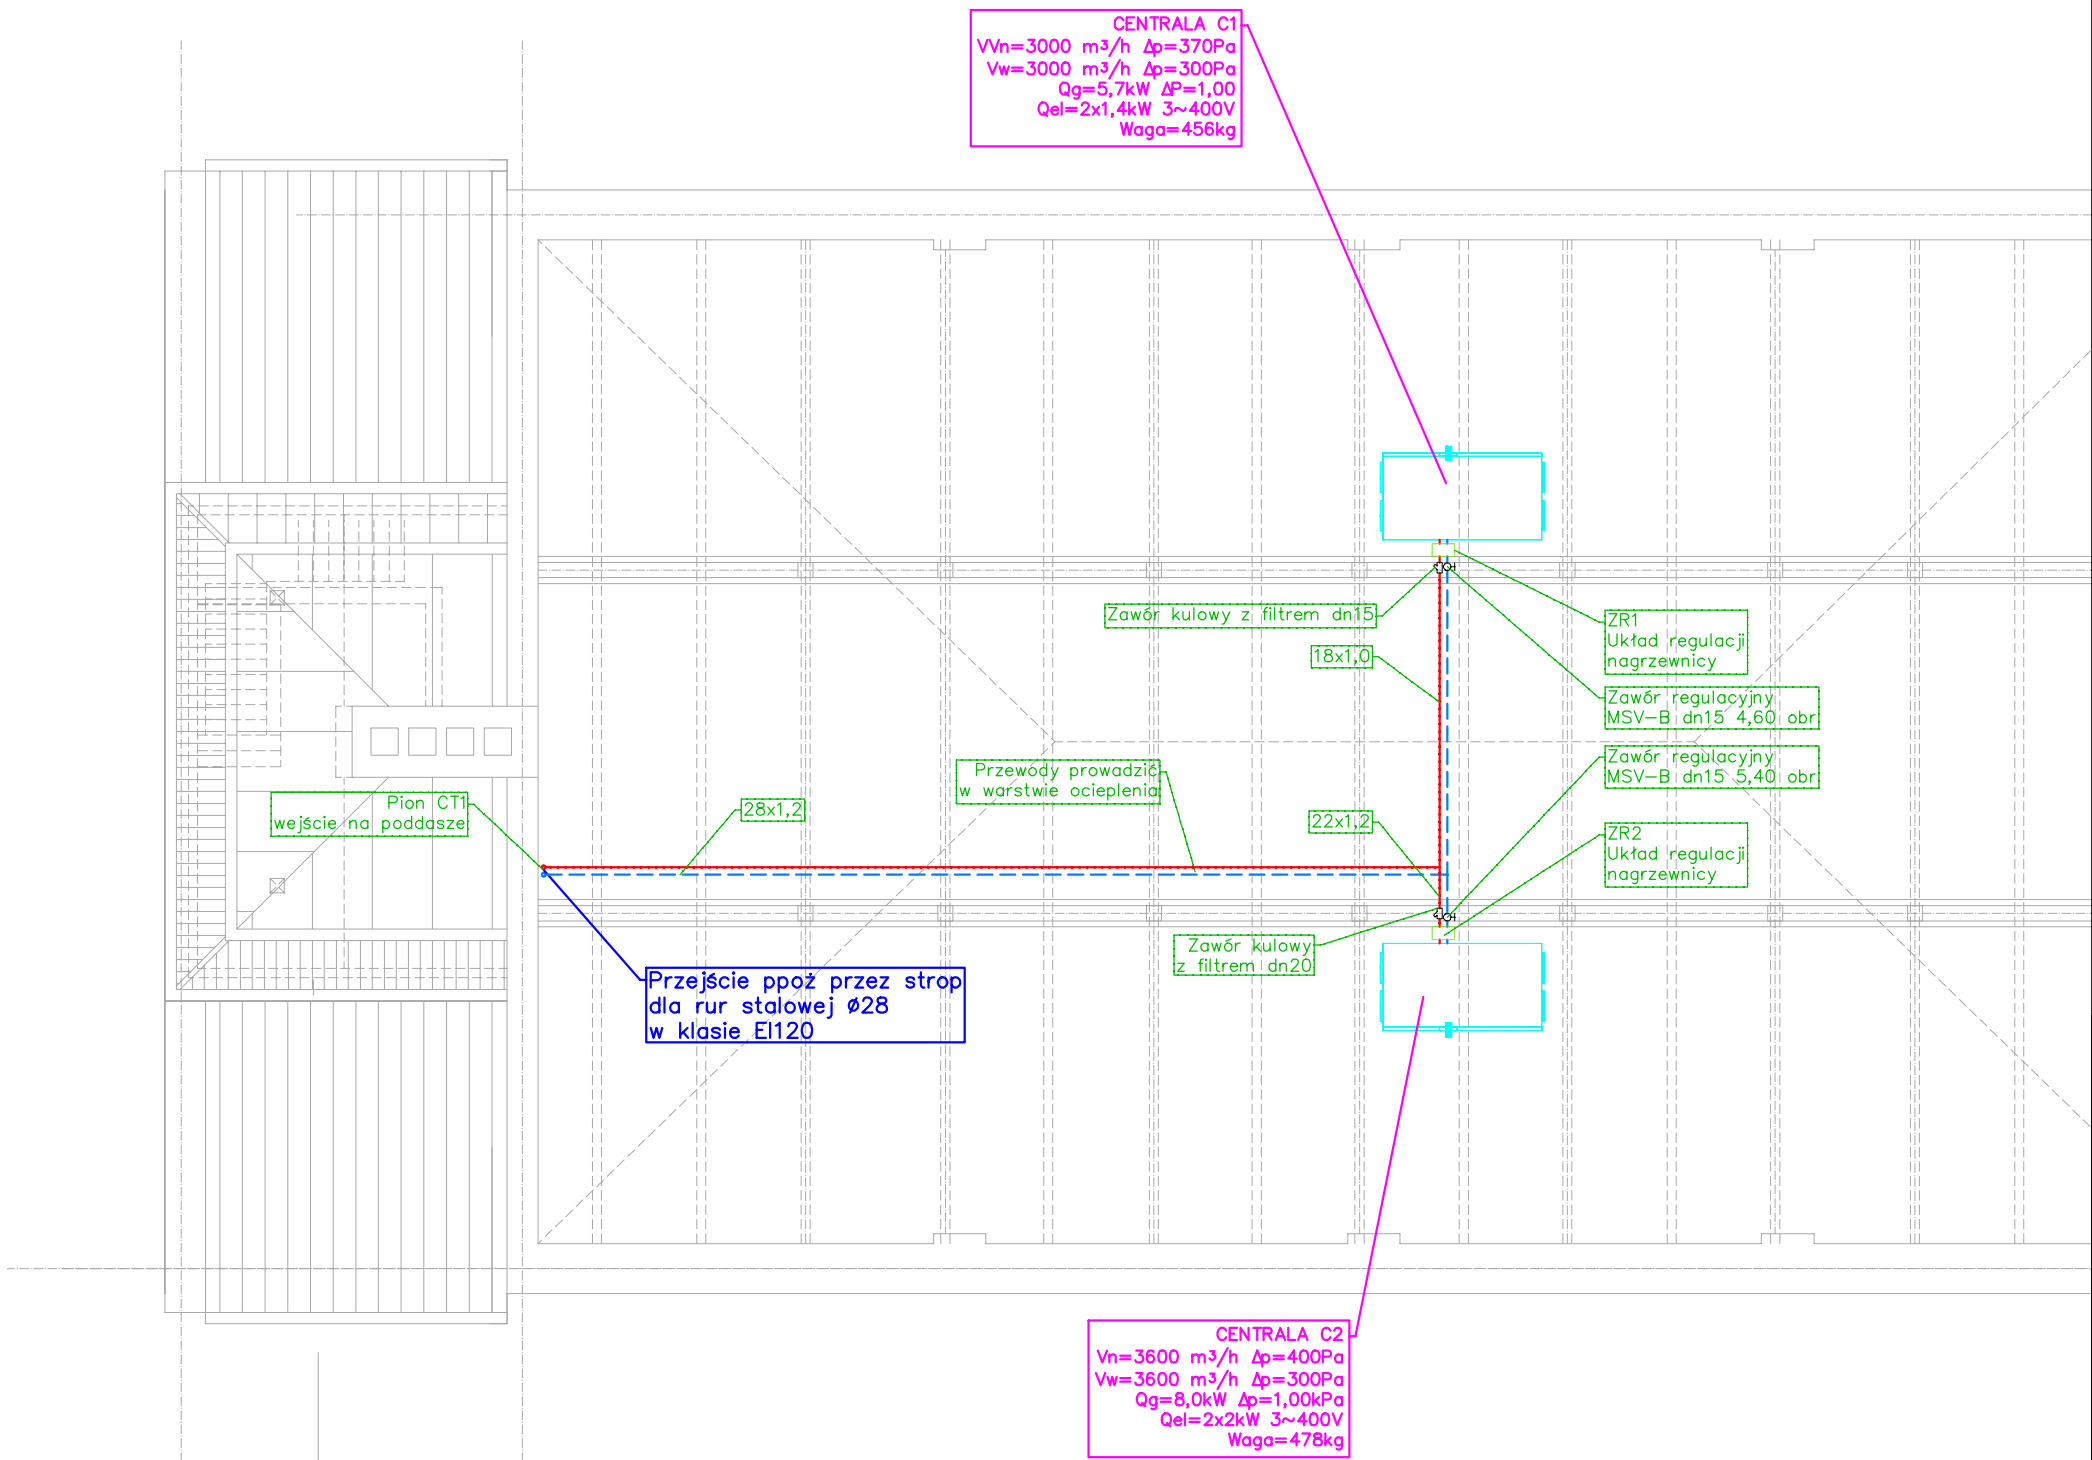 CENTRALA C1
VVn=3000 m³/h Δp=370Pa
Vw=3000 m³/h Δp=300Pa
Qg=5,7kW ΔP=1,00
Qel=2x1,4kW 3~400V
Waga=456kg
Zawór kulowy z filtrem dn15
18x1,0
ZR1
Układ regulacji
nagrzewnicy
Zawór regulacyjny
MSV-B dn15 4,60 obr
Zawór regulacyjny
MSV-B dn15 5,40 obr
Przewody prowadzić
w warstwie ocieplenia
Pion CT1
wejście na poddasze
28x1,2
22x1,2
ZR2
Układ regulacji
nagrzewnicy
Zawór kulowy
z filtrem dn20
Przejście ppoż przez strop
dla rur stalowej Ø28
w klasie EI120
CENTRALA C2
Vn=3600 m³/h Δp=400Pa
Vw=3600 m³/h Δp=300Pa
Qg=8,0kW Δp=1,00kPa
Qel=2x2kW 3~400V
Waga=478kg